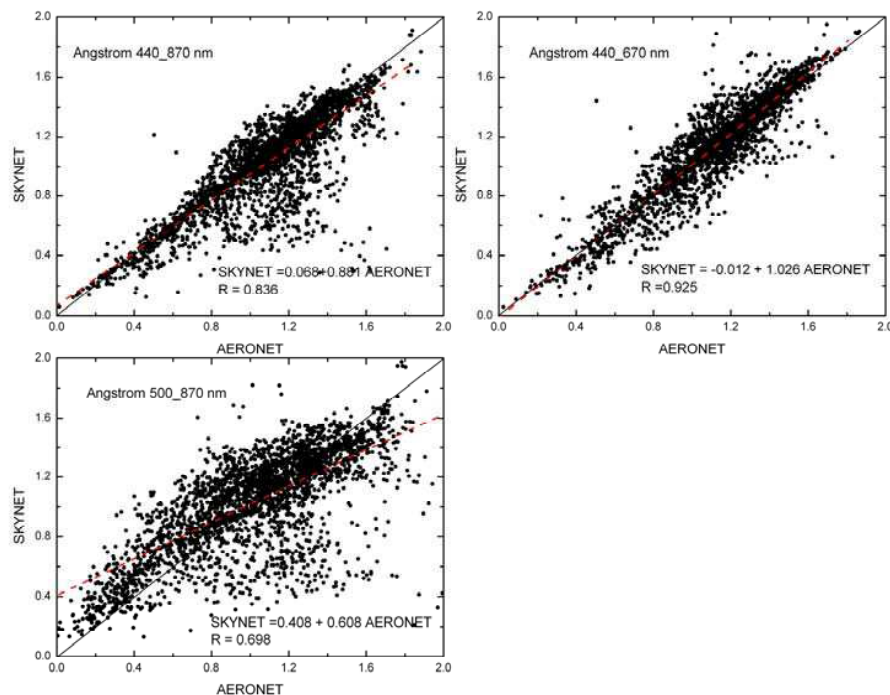 2.0
1.6
1.2
0.8
0.4
0.0
SKYNET
Angstrom 440_870 nm
SKYNET =0.068+0.881 AERONET
R = 0.836
0.0 0.4 0.8 1.2 1.6 2.0
AERONET
2.0
1.6
1.2
0.8
0.4
0.0
SKYNET
Angstrom 440_670 nm
SKYNET = -0.012 + 1.026 AERONET
R =0.925
0.0 0.4 0.8 1.2 1.6 2.0
AERONET
2.0
1.6
1.2
0.8
0.4
0.0
SKYNET
Angstrom 500_870 nm
SKYNET =0.408 + 0.608 AERONET
R = 0.698
0.0 0.4 0.8 1.2 1.6 2.0
AERONET